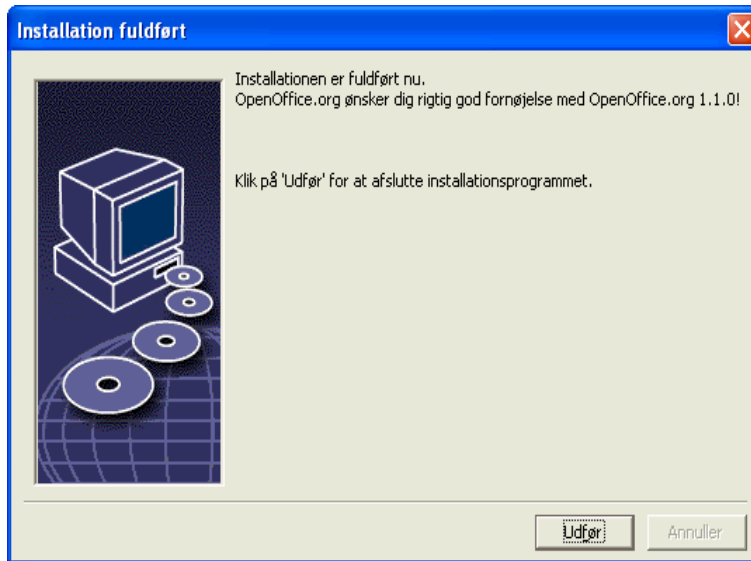 Installation fuldført
Installationen er fuldført nu.
OpenOffice.org ønsker dig rigtig god fornøjelse med OpenOffice.org 1.1.0!
Klik på 'Udfør' for at afslutte installationsprogrammet.
Udfør
Annuller